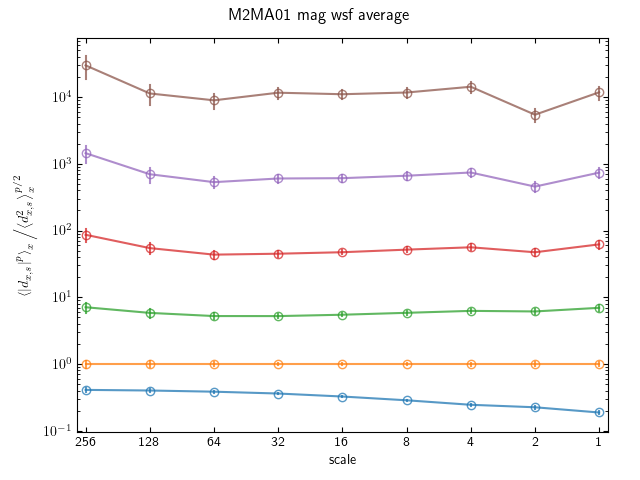 M2MA01 mag wsf average
⟨|d_{x,s}|^p⟩_x / ⟨d_{x,s}^2⟩_x^{p/2}
10^4
10^3
10^2
10^1
10^0
10^{-1}
256 128 64 32 16 8 4 2 1
scale